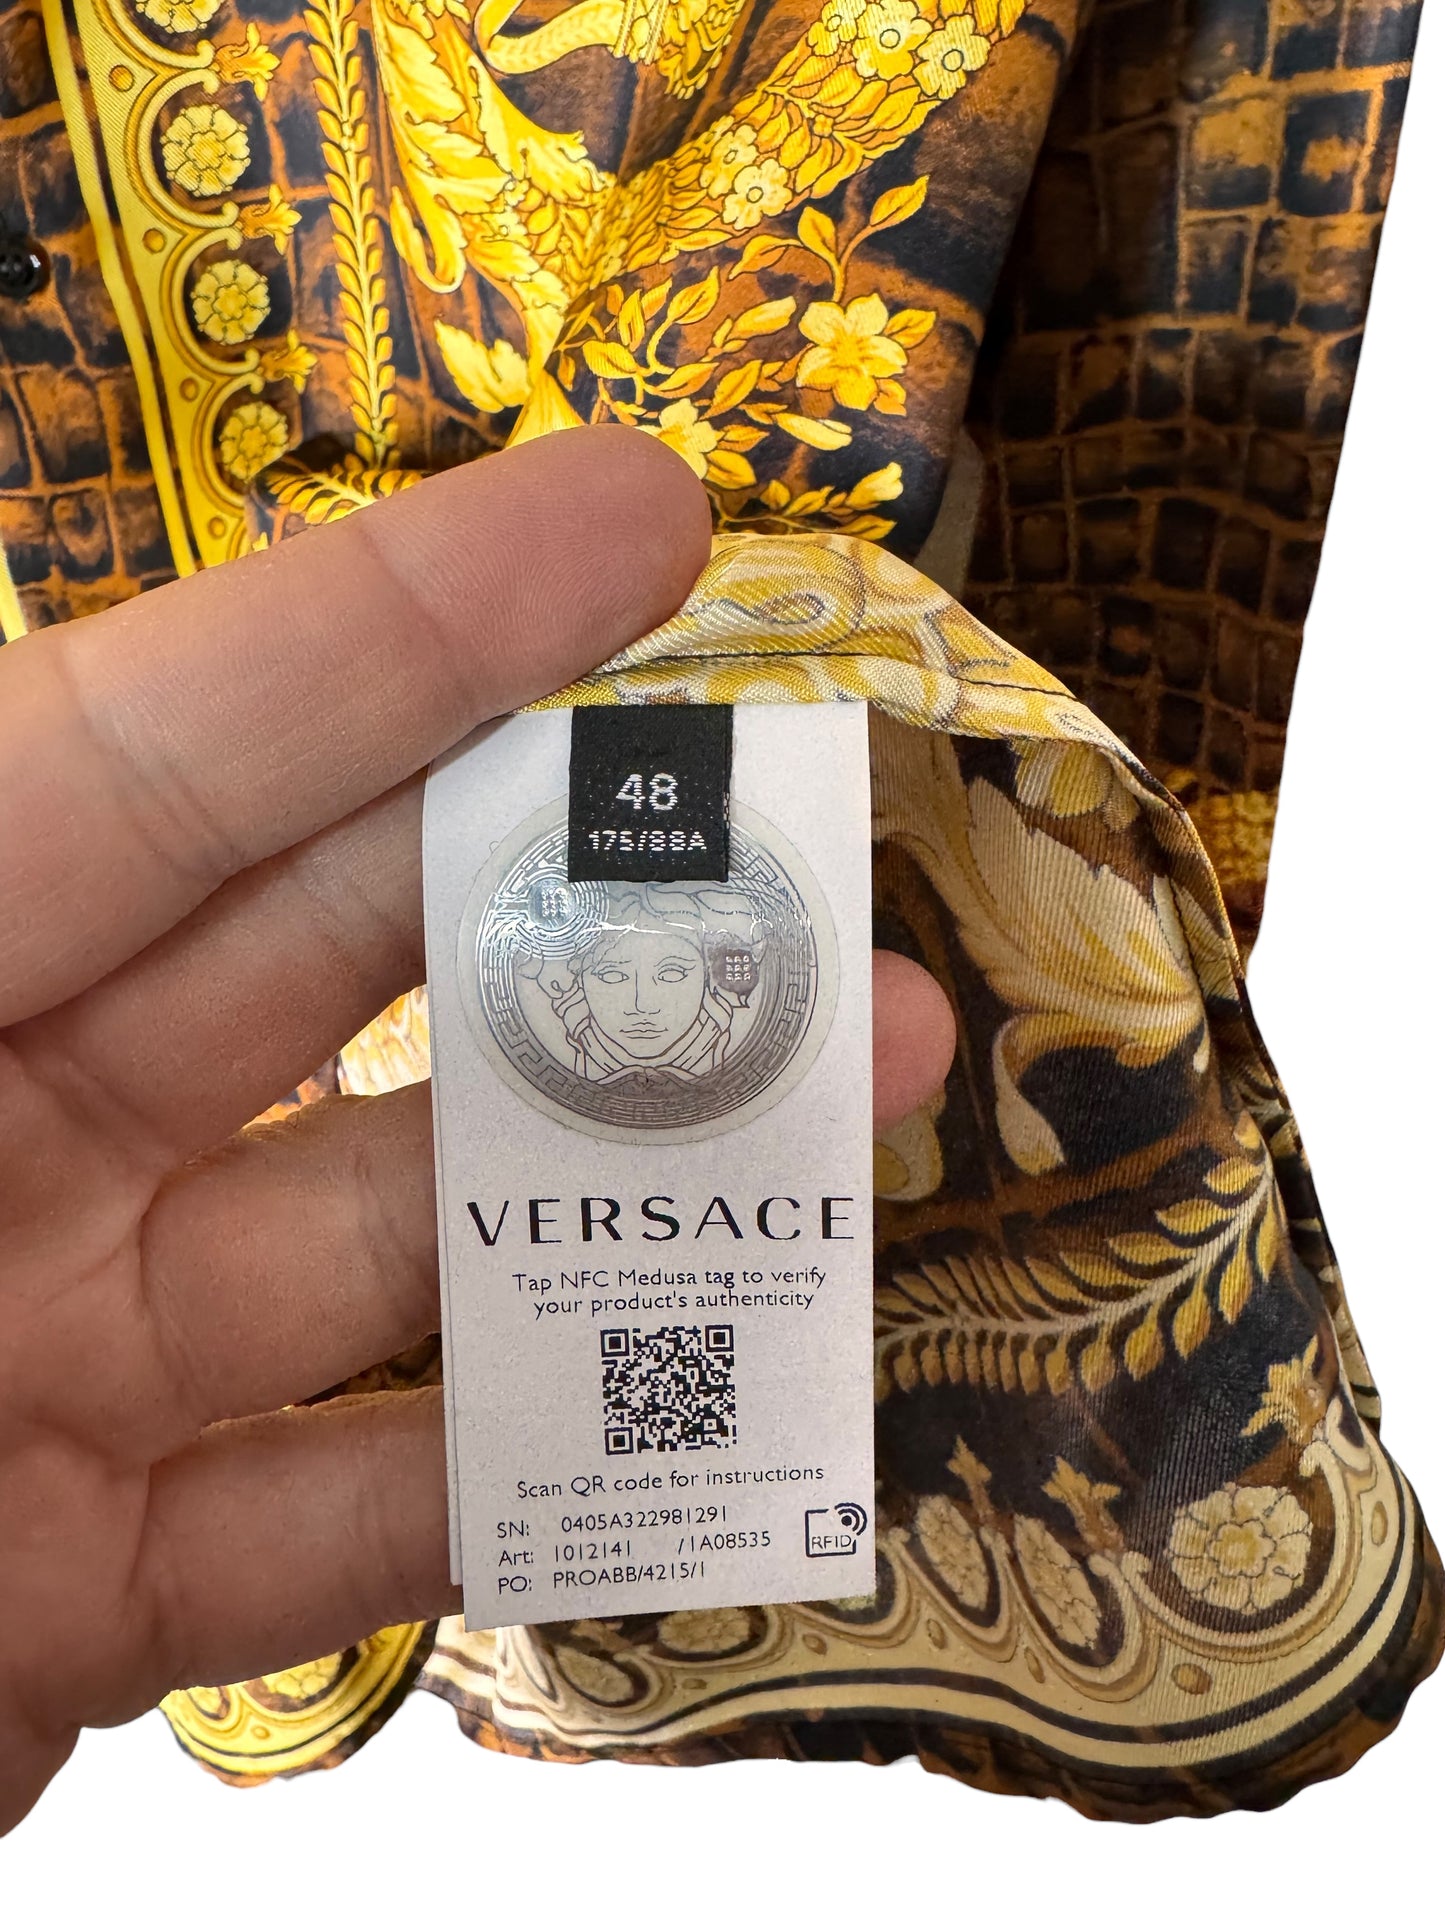 48
175/88A
VERSACE
Tap NFC Medusa tag to verify
your product's authenticity
Scan QR code for instructions
SN: 0405A322981291
Art: 1012141 /1A08535
PO: PROABB/4215/1
RFID